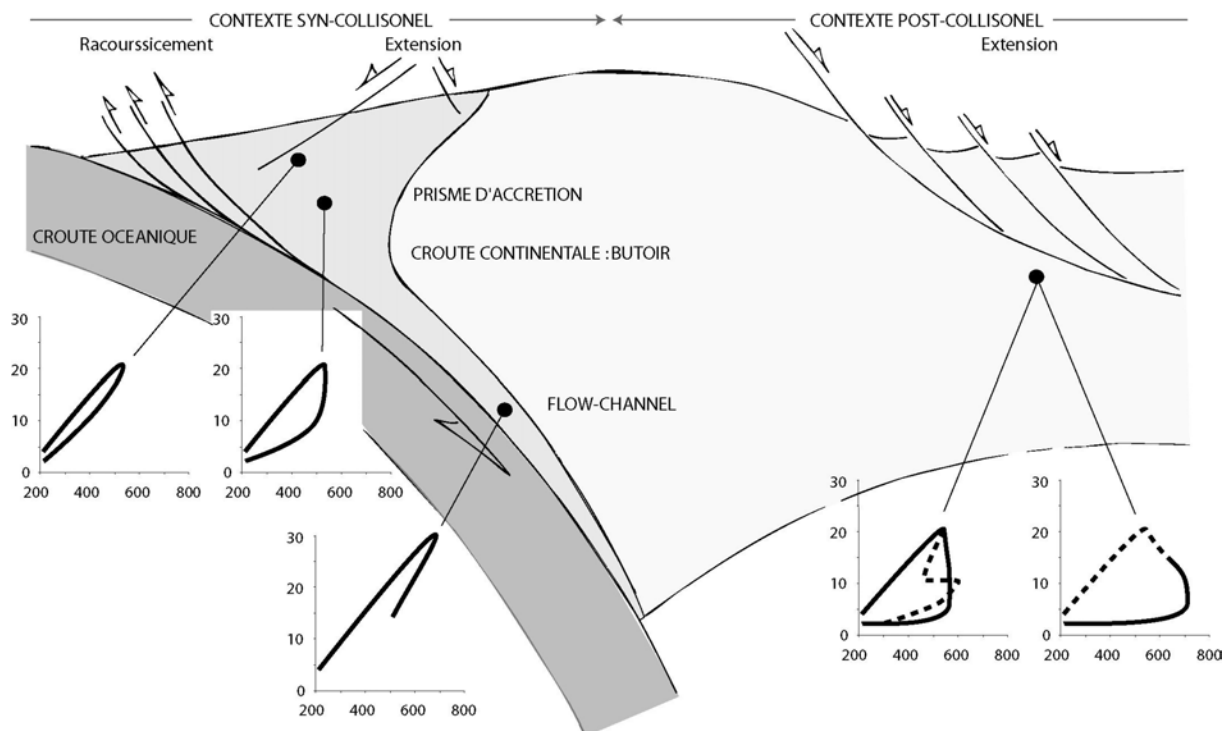 CONTEXTE SYN-COLLISONEL
CONTEXTE POST-COLLISONEL
Racourssicement
Extension
Extension
PRISME D'ACCRETION
CROUTE OCEANIQUE
CROUTE CONTINENTALE : BUTOIR
FLOW-CHANNEL
30
20
10
0
200 400 600 800
30
20
10
0
200 400 600 800
30
20
10
0
200 400 600 800
30
20
10
0
200 400 600 800
30
20
10
0
200 400 600 800